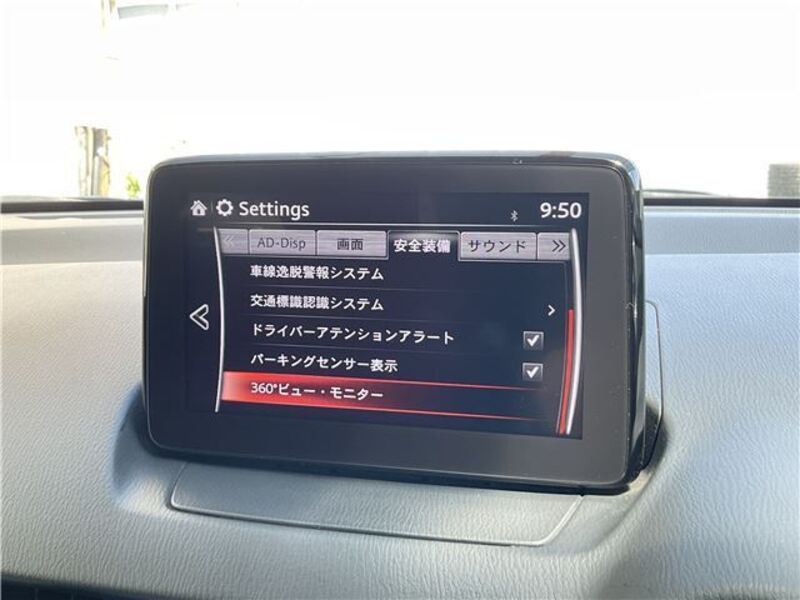 Settings 9:50
AD-Disp 画面 安全装備 サウンド
車線逸脱警報システム
交通標識認識システム
ドライバーアテンションアラート
パーキングセンサー表示
360°ビュー・モニター